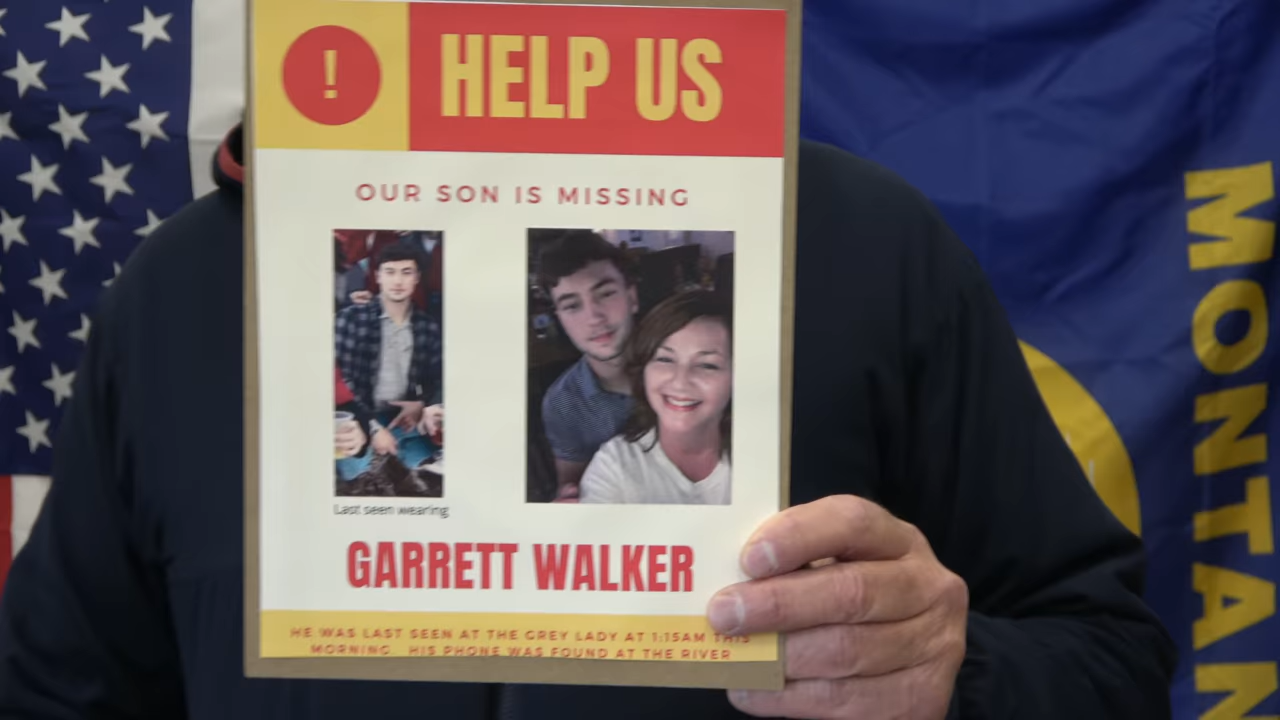 !
HELP US
OUR SON IS MISSING
Last seen wearing
GARRETT WALKER
HE WAS LAST SEEN AT THE GREY LADY AT 1:15AM THIS
MORNING. HIS PHONE WAS FOUND AT THE RIVER
MONTAN